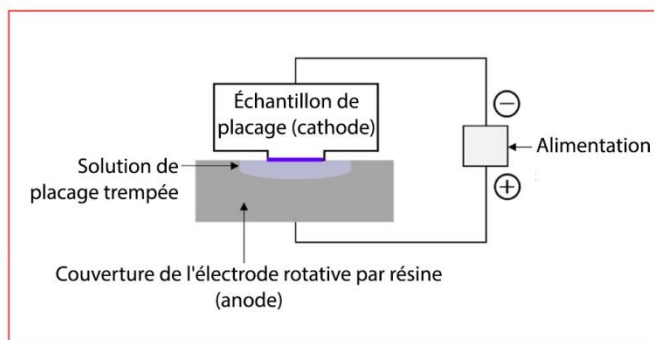 Échantillon de
placage (cathode)
Solution de
placage trempée
Alimentation
Couverture de l'électrode rotative par résine
(anode)